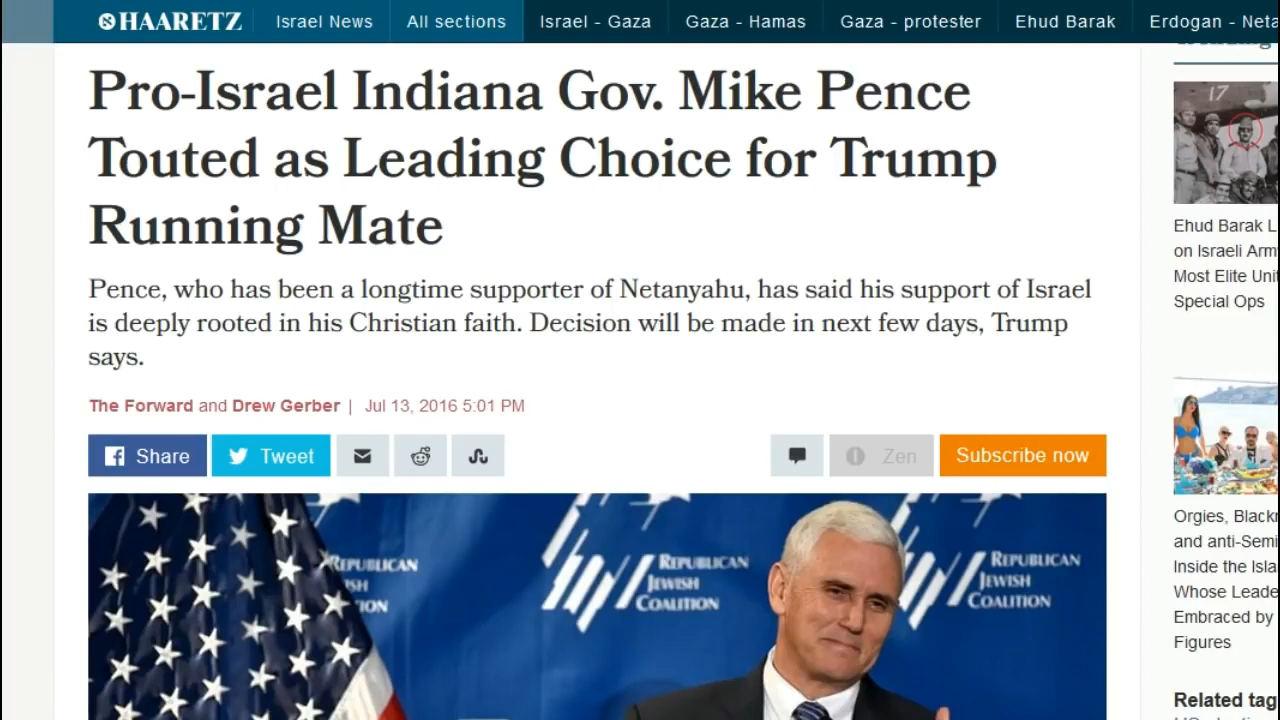 HAARETZ Israel News All sections Israel - Gaza Gaza - Hamas Gaza - protester Ehud Barak Erdogan - Neta
Pro-Israel Indiana Gov. Mike Pence
Touted as Leading Choice for Trump
Running Mate
Pence, who has been a longtime supporter of Netanyahu, has said his support of Israel
is deeply rooted in his Christian faith. Decision will be made in next few days, Trump
says.
The Forward and Drew Gerber | Jul 13, 2016 5:01 PM
Share Tweet Zen Subscribe now
REPUBLICAN
JEWISH
COALITION
REPUBLICAN
JEWISH
COALITION
REPUBLICAN
17
Ehud Barak L
on Israeli Arm
Most Elite Uni
Special Ops
Orgies, Blackr
and anti-Semi
Inside the Isla
Whose Leade
Embraced by
Figures
Related tag